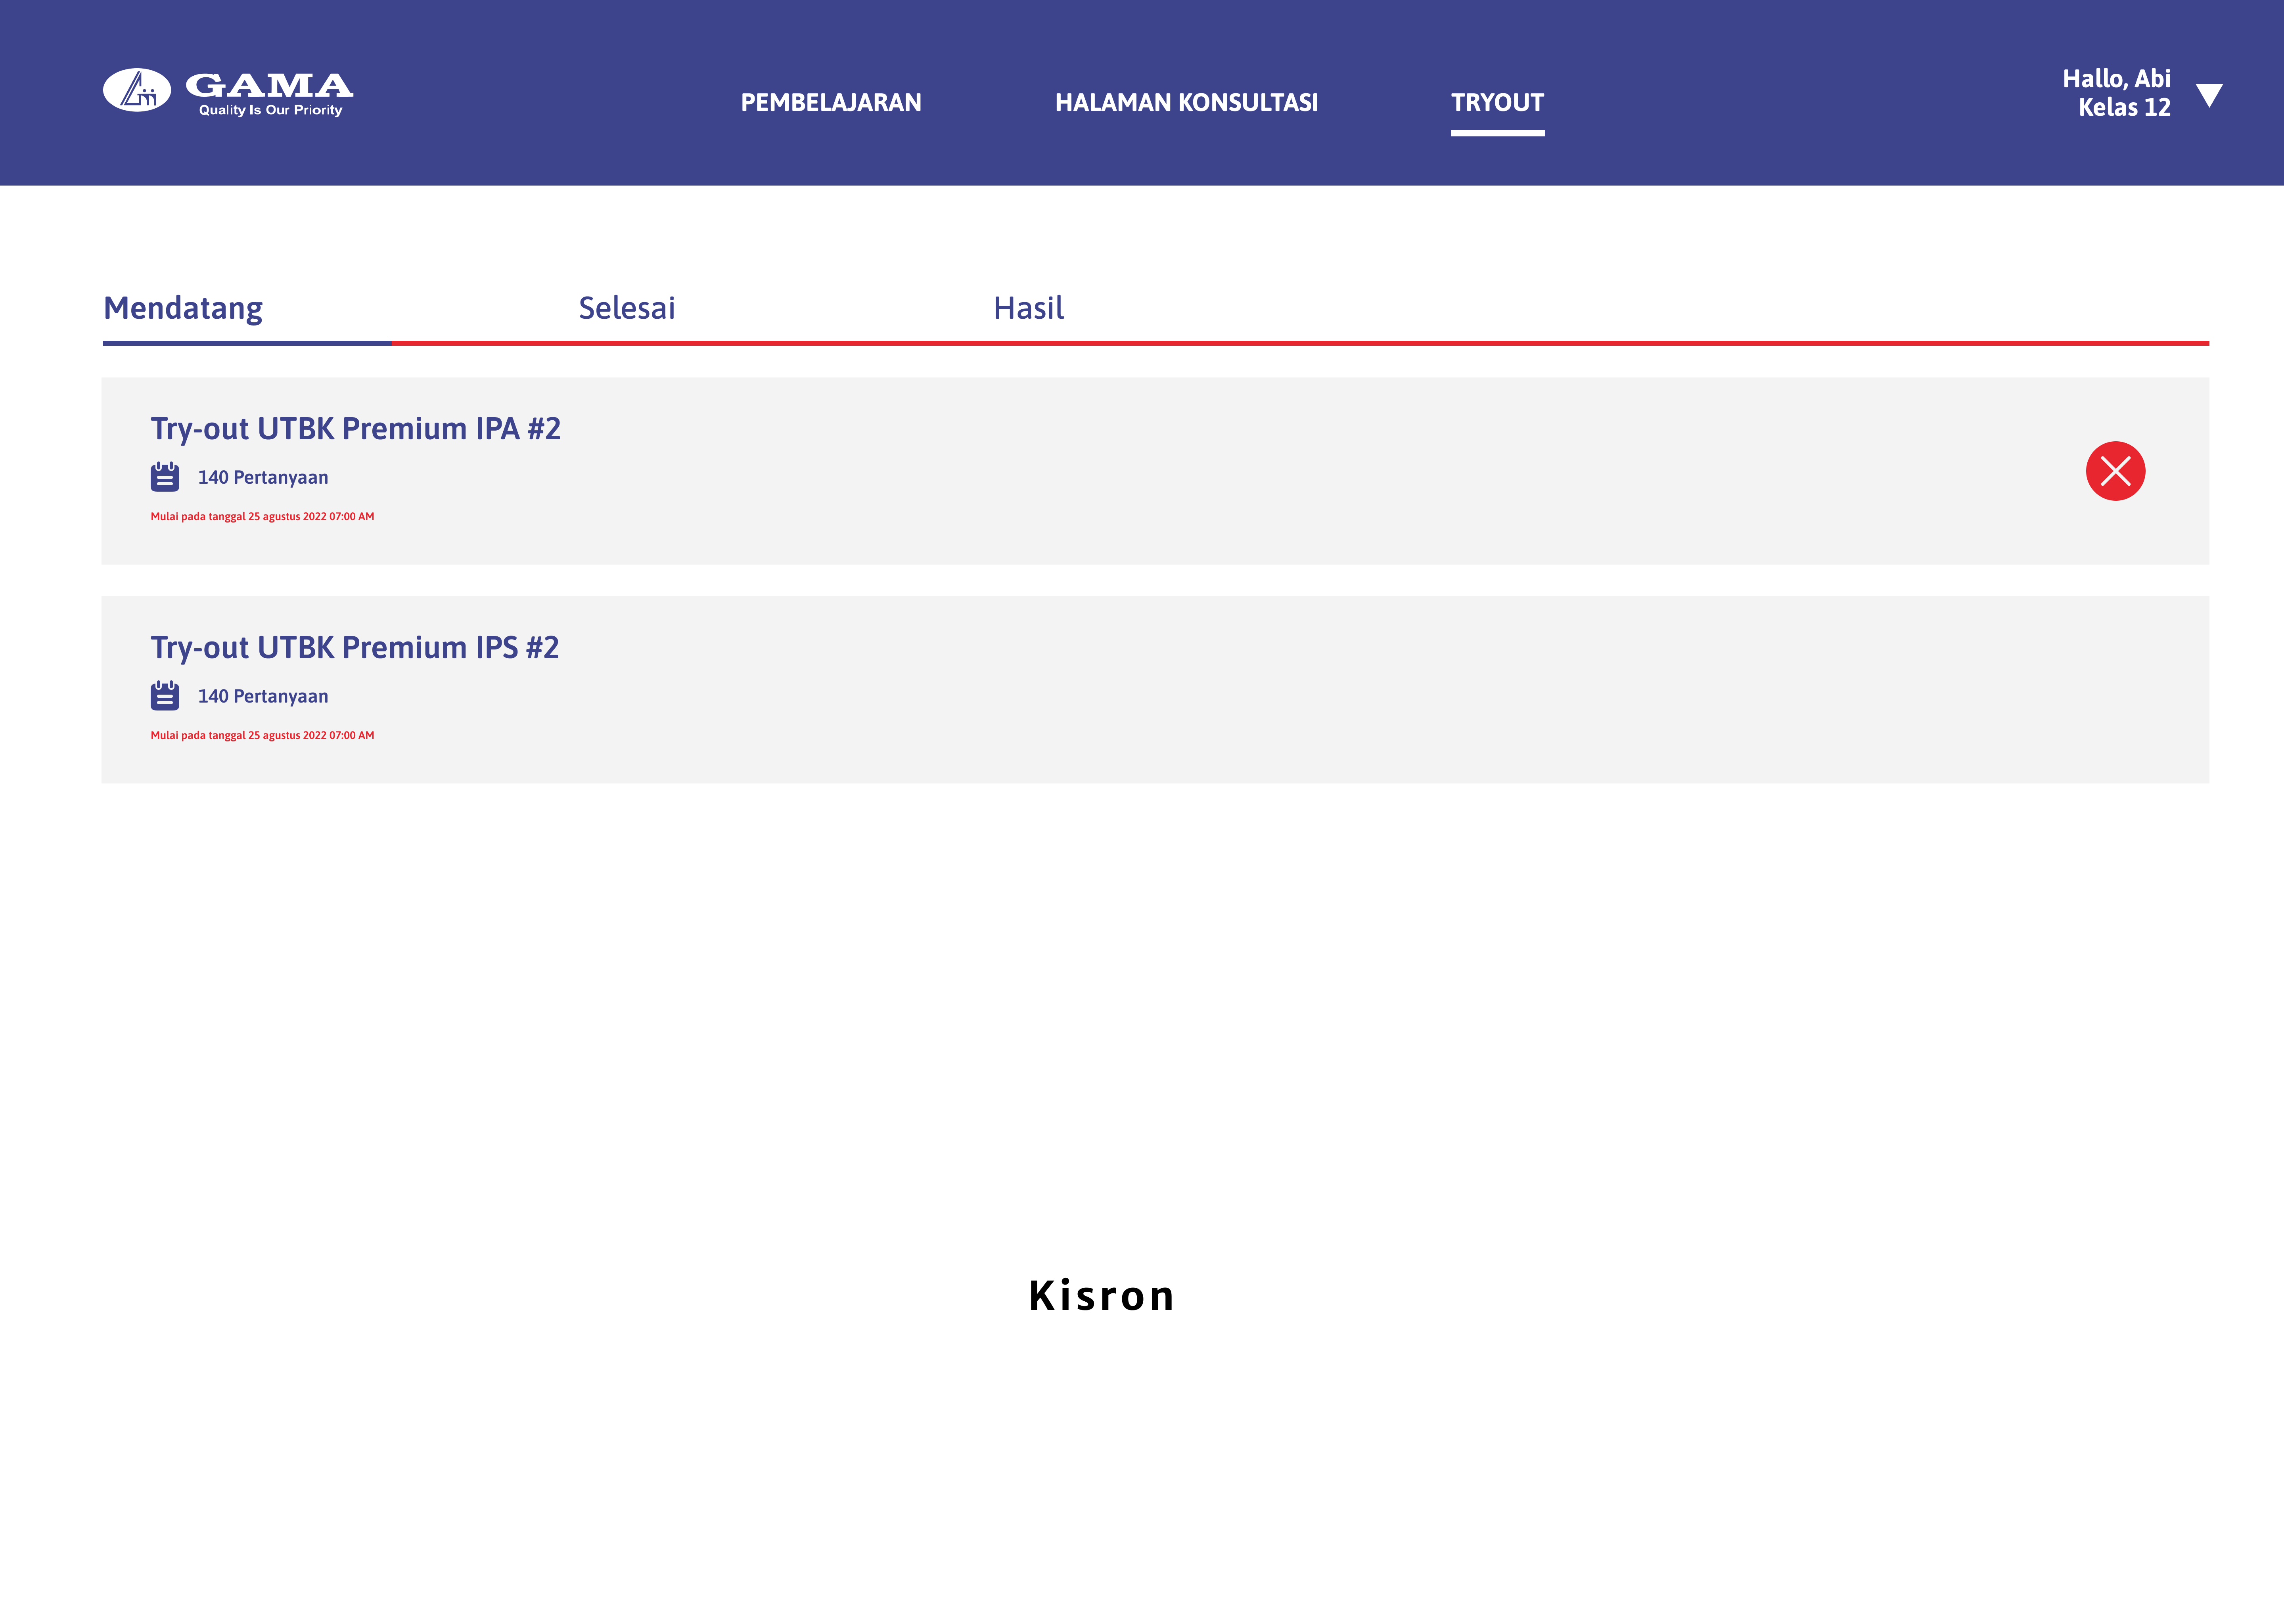 GAMA
Quality Is Our Priority
PEMBELAJARAN
HALAMAN KONSULTASI
TRYOUT
Hallo, Abi
Kelas 12
Mendatang
Selesai
Hasil
Try-out UTBK Premium IPA #2
140 Pertanyaan
Mulai pada tanggal 25 agustus 2022 07:00 AM
Try-out UTBK Premium IPS #2
140 Pertanyaan
Mulai pada tanggal 25 agustus 2022 07:00 AM
Kisron